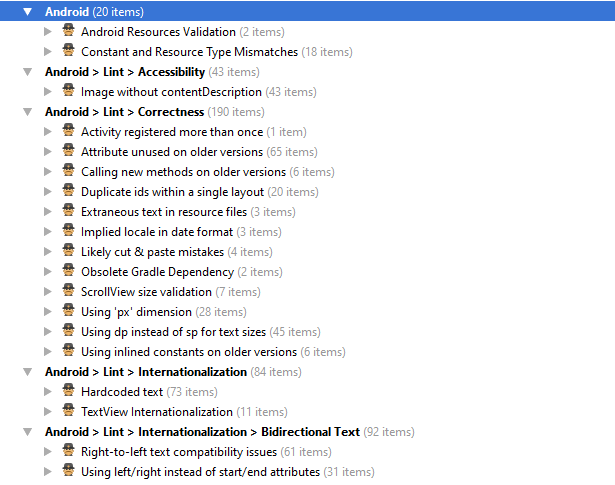 Android (20 items)
Android Resources Validation (2 items)
Constant and Resource Type Mismatches (18 items)
Android > Lint > Accessibility (43 items)
Image without contentDescription (43 items)
Android > Lint > Correctness (190 items)
Activity registered more than once (1 item)
Attribute unused on older versions (65 items)
Calling new methods on older versions (6 items)
Duplicate ids within a single layout (20 items)
Extraneous text in resource files (3 items)
Implied locale in date format (3 items)
Likely cut & paste mistakes (4 items)
Obsolete Gradle Dependency (2 items)
ScrollView size validation (7 items)
Using 'px' dimension (28 items)
Using dp instead of sp for text sizes (45 items)
Using inlined constants on older versions (6 items)
Android > Lint > Internationalization (84 items)
Hardcoded text (73 items)
TextView Internationalization (11 items)
Android > Lint > Internationalization > Bidirectional Text (92 items)
Right-to-left text compatibility issues (61 items)
Using left/right instead of start/end attributes (31 items)